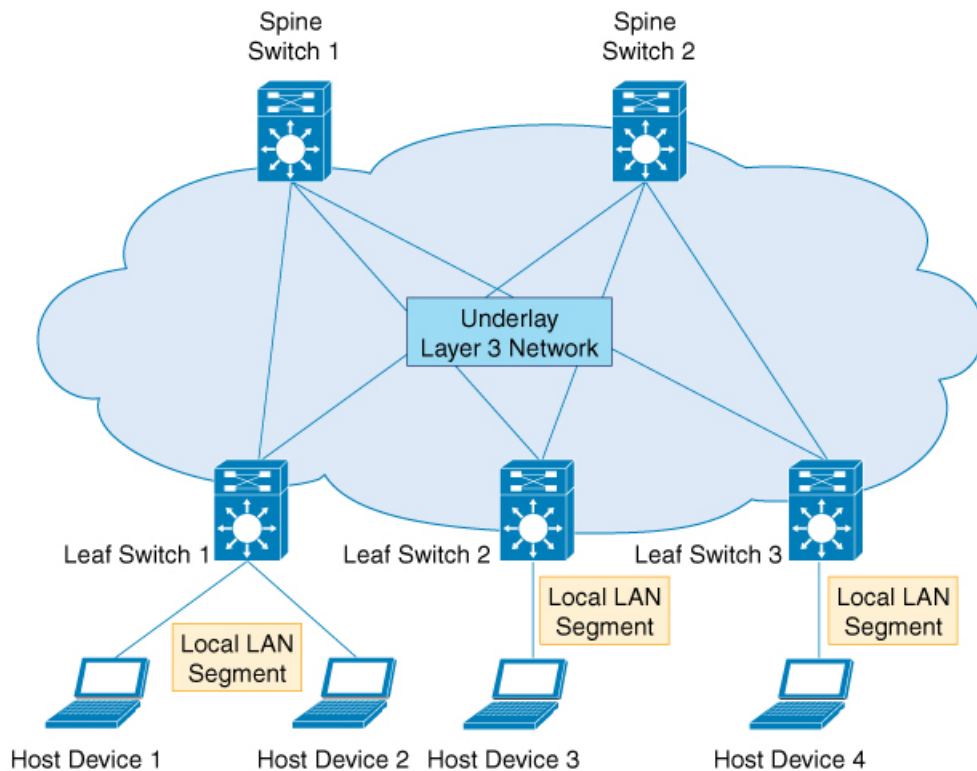 Spine
Switch 1
Spine
Switch 2
Underlay
Layer 3 Network
Leaf Switch 1
Leaf Switch 2
Leaf Switch 3
Local LAN
Segment
Local LAN
Segment
Local LAN
Segment
Host Device 1
Host Device 2
Host Device 3
Host Device 4